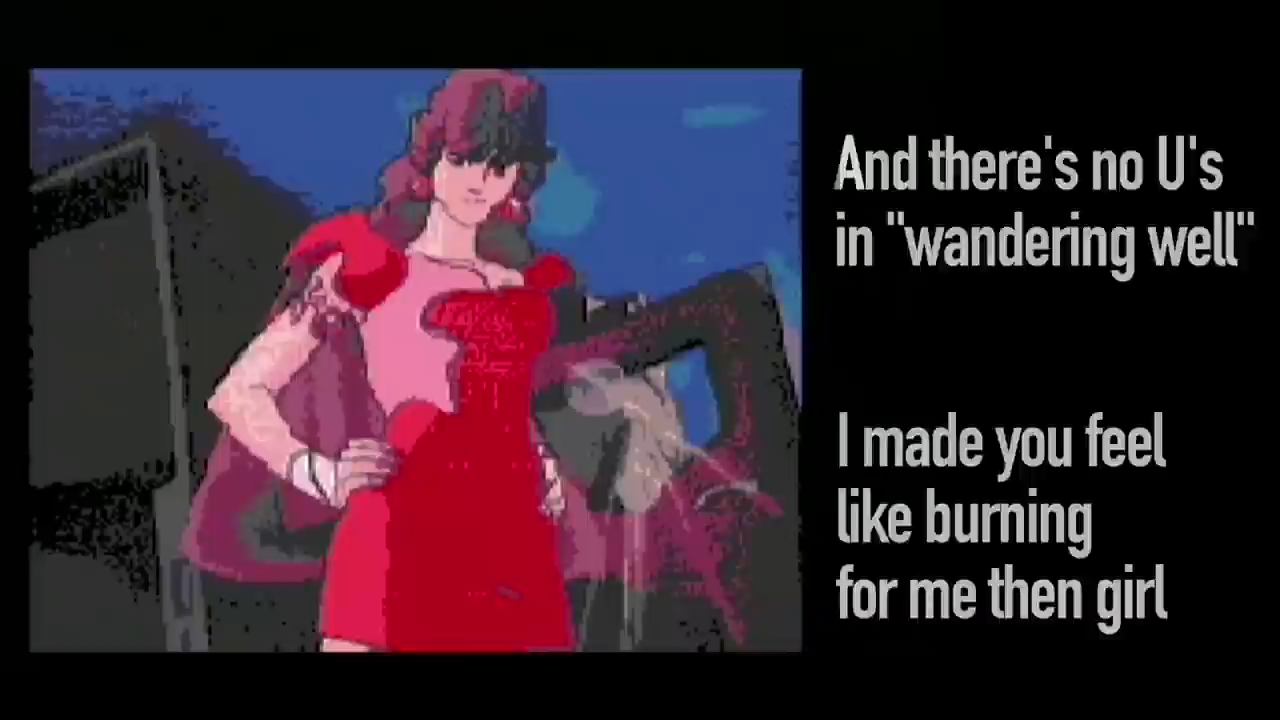 And there's no U's
in "wandering well"
I made you feel
like burning
for me then girl